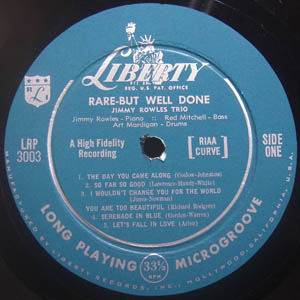 LIBERTY
REG. U.S. PAT. OFFICE
RARE-BUT WELL DONE
JIMMY ROWLES TRIO
Jimmy Rowles - Piano :: Red Mitchell - Bass
Art Mardigan - Drums
LRP
3003
A High Fidelity
Recording
[ RIAA
CURVE ]
SIDE
ONE
1 - THE DAY YOU CAME ALONG (Coslow-Johnston)
2 - SO FAR SO GOOD (Lawrence-Mundy-White)
3 - I WOULDN'T CHANGE YOU FOR THE WORLD
(Jones-Newman)
YOU ARE TOO BEAUTIFUL (Richard Rodgers)
4 - SERENADE IN BLUE (Gordon-Warren)
5 - LET'S FALL IN LOVE (Arlen)
LONG PLAYING 33⅓ RPM MICROGROOVE
LIBERTY RECORDS, INC., HOLLYWOOD, CALIFORNIA, U.S.A.